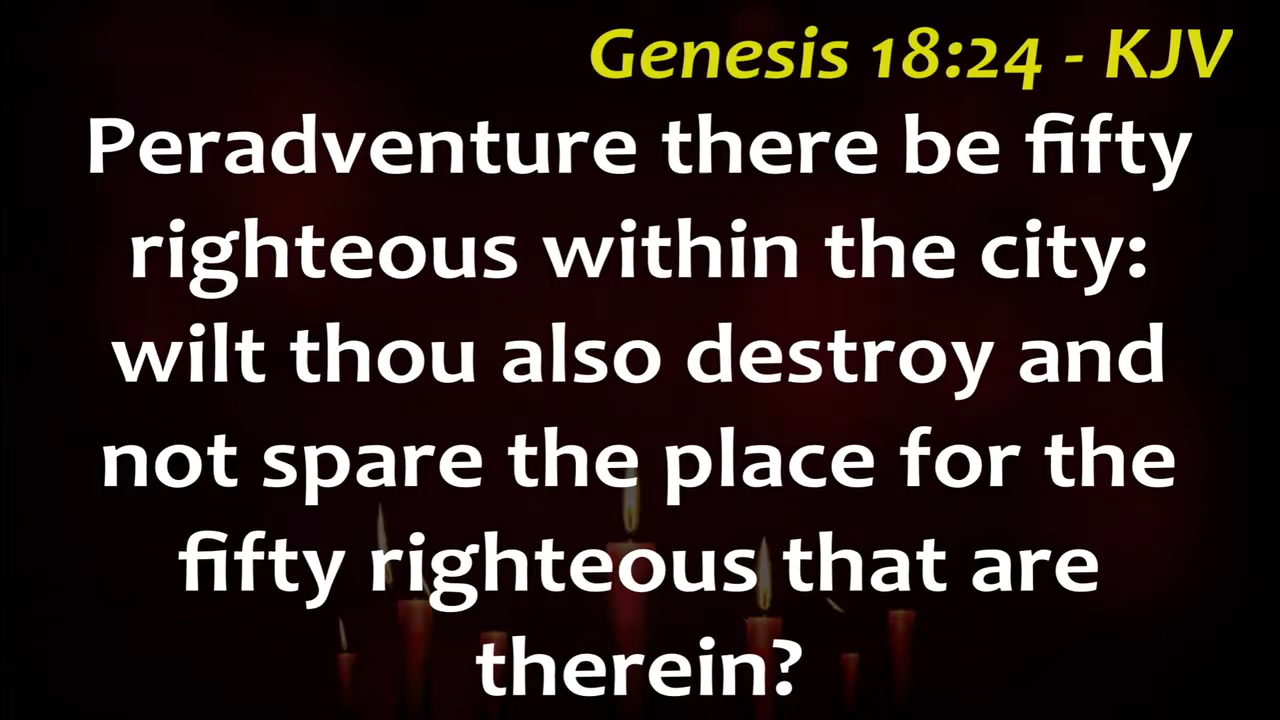 Genesis 18:24 - KJV
Peradventure there be fifty
righteous within the city:
wilt thou also destroy and
not spare the place for the
fifty righteous that are
therein?